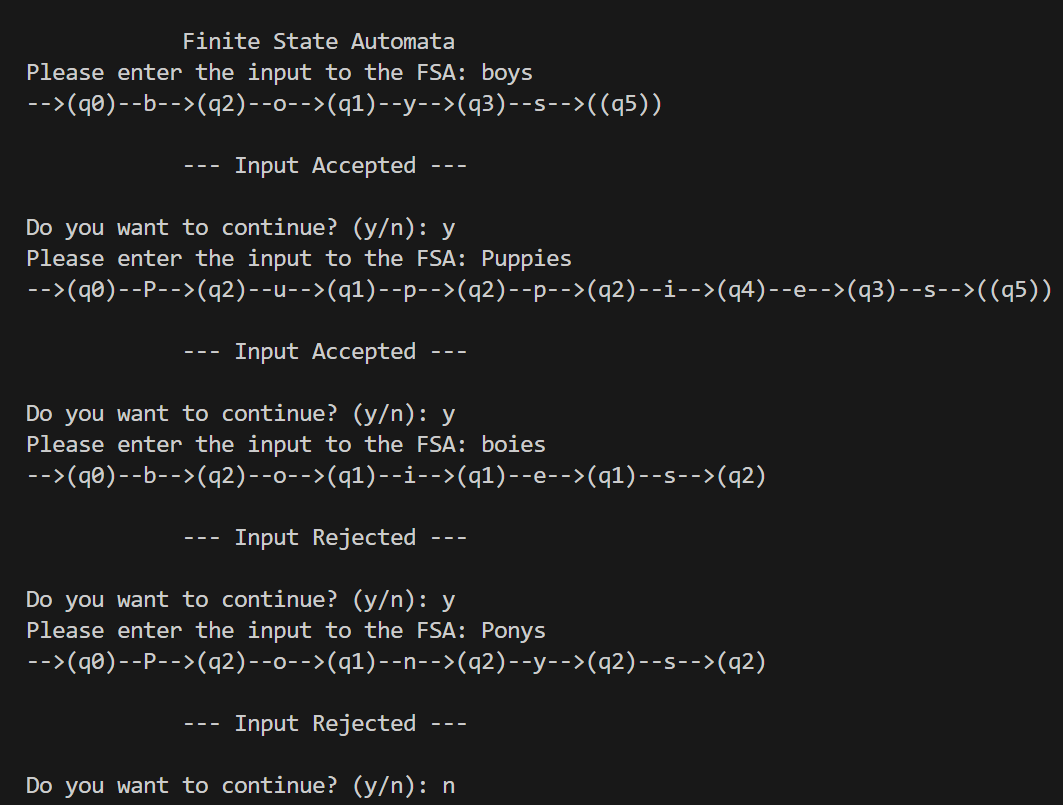 Finite State Automata
Please enter the input to the FSA: boys
-->(q0)--b-->(q2)--o-->(q1)--y-->(q3)--s-->((q5))
--- Input Accepted ---
Do you want to continue? (y/n): y
Please enter the input to the FSA: Puppies
-->(q0)--P-->(q2)--u-->(q1)--p-->(q2)--p-->(q2)--i-->(q4)--e-->(q3)--s-->((q5))
--- Input Accepted ---
Do you want to continue? (y/n): y
Please enter the input to the FSA: boies
-->(q0)--b-->(q2)--o-->(q1)--i-->(q1)--e-->(q1)--s-->(q2)
--- Input Rejected ---
Do you want to continue? (y/n): y
Please enter the input to the FSA: Ponys
-->(q0)--P-->(q2)--o-->(q1)--n-->(q2)--y-->(q2)--s-->(q2)
--- Input Rejected ---
Do you want to continue? (y/n): n